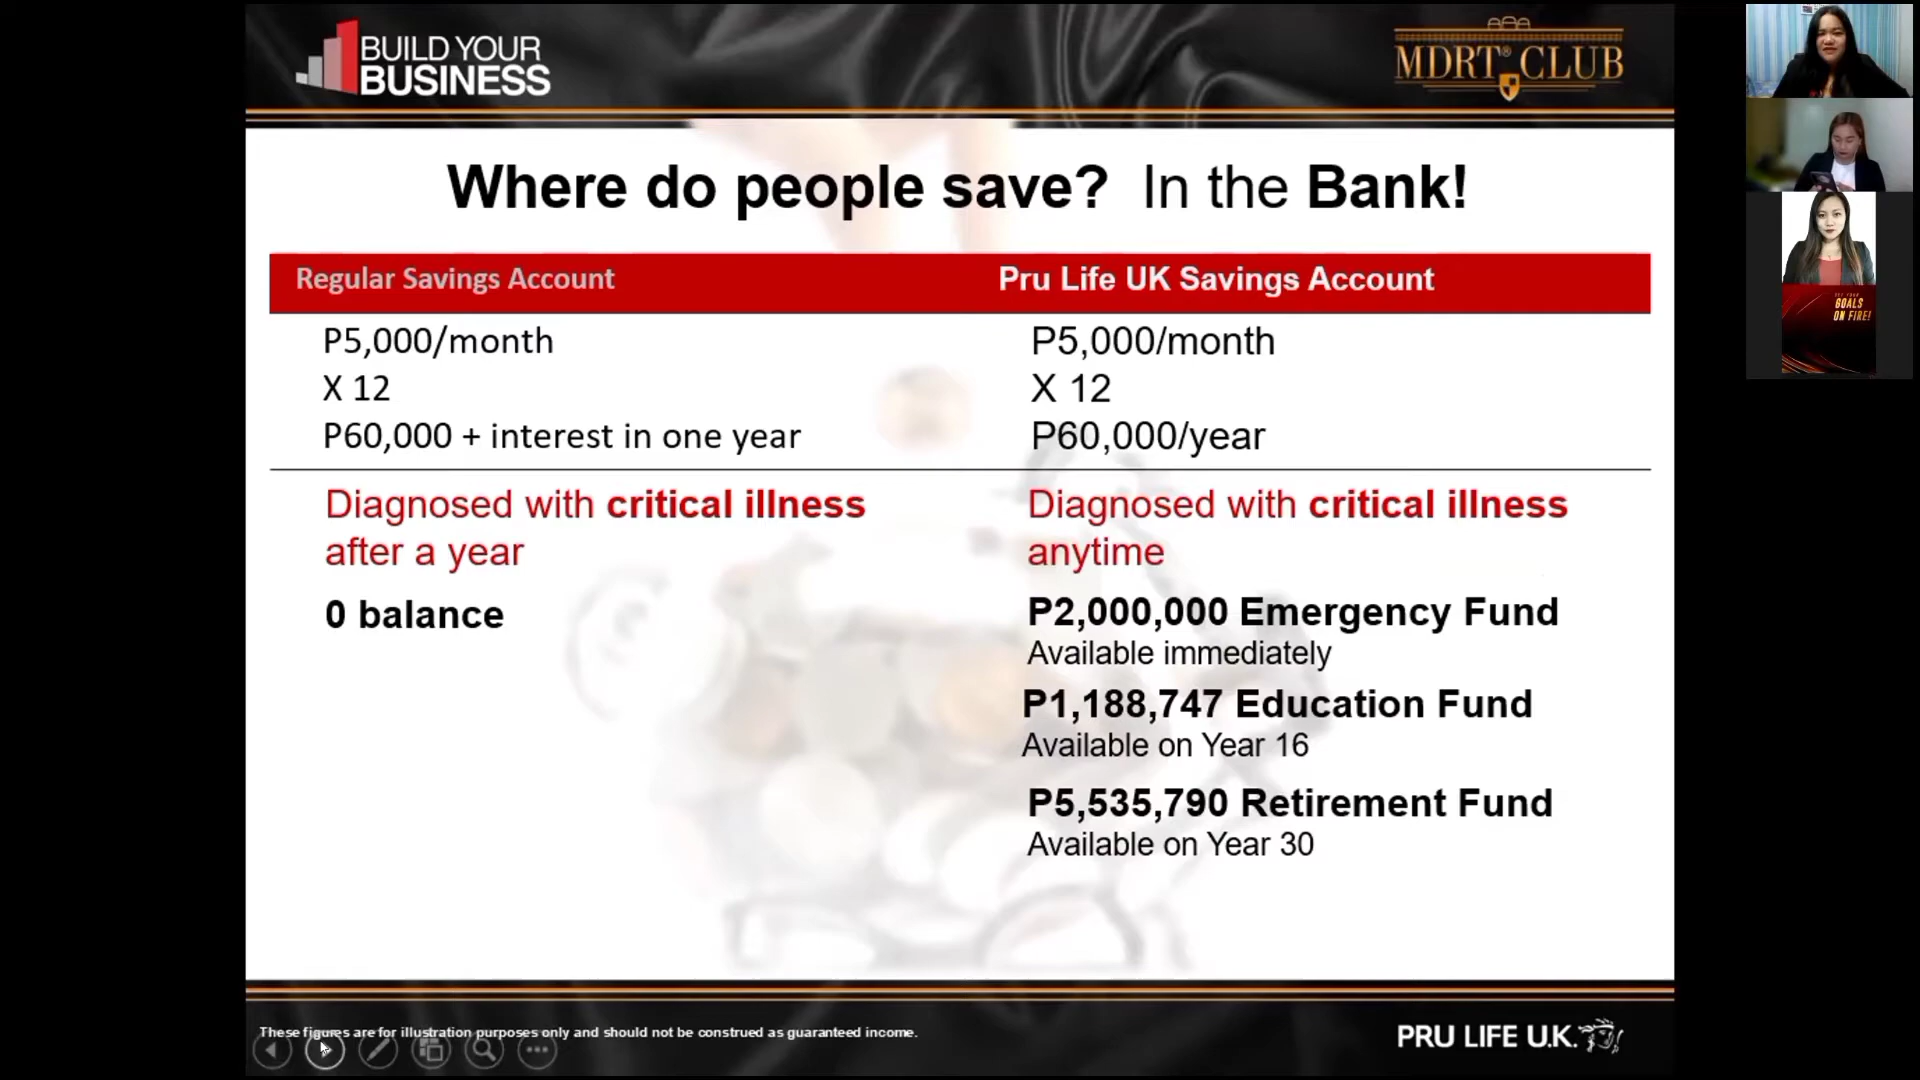 BUILD YOUR
BUSINESS
MDRT® CLUB
Where do people save? In the Bank!
Regular Savings Account
Pru Life UK Savings Account
P5,000/month
X 12
P60,000 + interest in one year
P5,000/month
X 12
P60,000/year
Diagnosed with critical illness
after a year
0 balance
Diagnosed with critical illness
anytime
P2,000,000 Emergency Fund
Available immediately
P1,188,747 Education Fund
Available on Year 16
P5,535,790 Retirement Fund
Available on Year 30
These figures are for illustration purposes only and should not be construed as guaranteed income.
PRU LIFE U.K.
GOALS
ON FIRE!